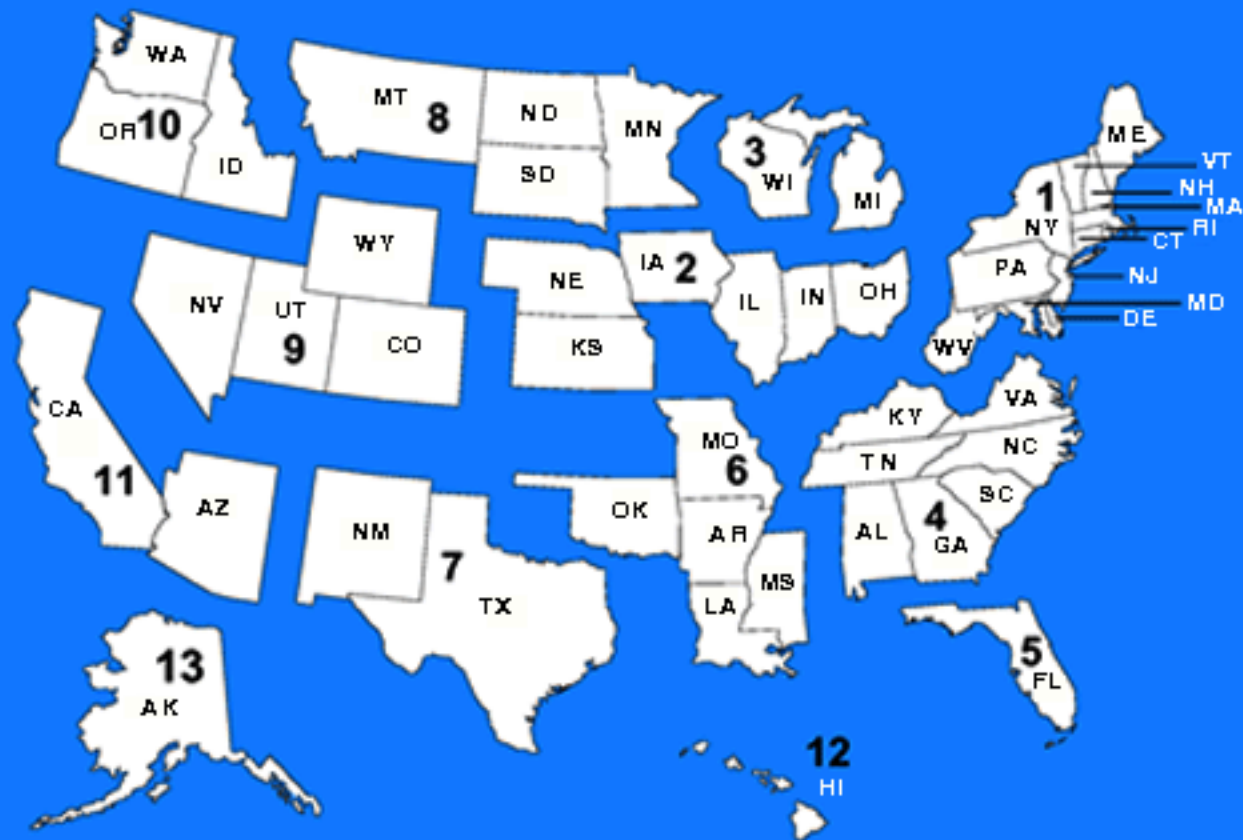 WA
MT
8
ND
MN
OR 10
ID
SD
3
WI
MI
ME
VT
NH
MA
RI
CT
1
NY
PA
NJ
MD
DE
WY
NE
IA 2
IL
IN
OH
WV
NV
UT
9
CO
KS
CA
11
AZ
NM
7
TX
OK
MO
6
AR
LA
MS
KY
VA
TN
NC
SC
AL
4
GA
5
FL
13
AK
12
HI